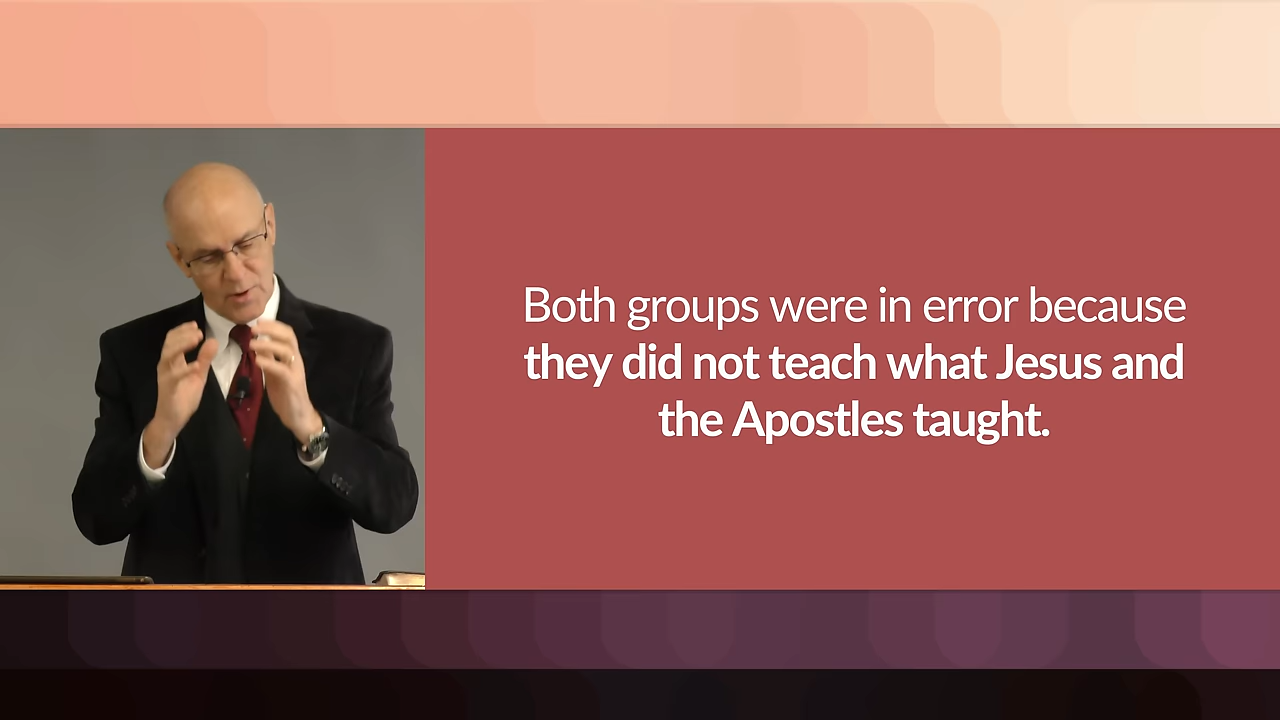 Both groups were in error because
they did not teach what Jesus and
the Apostles taught.